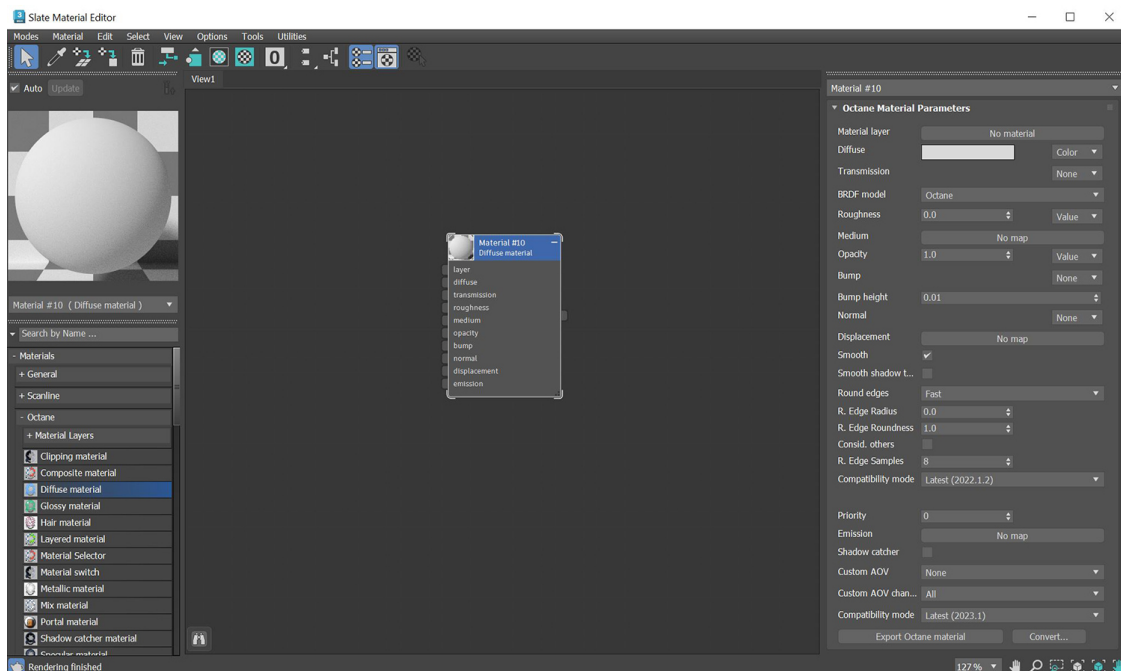 Slate Material Editor
Modes Material Edit Select View Options Tools Utilities
0
Auto Update
View1
Material #10 ( Diffuse material )
Search by Name ...
- Materials
+ General
+ Scanline
- Octane
+ Material Layers
Clipping material
Composite material
Diffuse material
Glossy material
Hair material
Layered material
Material Selector
Material switch
Metallic material
Mix material
Portal material
Shadow catcher material
Specular material
Rendering finished
Material #10
Diffuse material
layer
diffuse
transmission
roughness
medium
opacity
bump
normal
displacement
emission
Material #10
Octane Material Parameters
Material layer No material
Diffuse Color
Transmission None
BRDF model Octane
Roughness 0.0 Value
Medium No map
Opacity 1.0 Value
Bump None
Bump height 0.01
Normal None
Displacement No map
Smooth
Smooth shadow t...
Round edges Fast
R. Edge Radius 0.0
R. Edge Roundness 1.0
Consid. others
R. Edge Samples 8
Compatibility mode Latest (2022.1.2)
Priority 0
Emission No map
Shadow catcher
Custom AOV None
Custom AOV chan... All
Compatibility mode Latest (2023.1)
Export Octane material Convert...
127 %